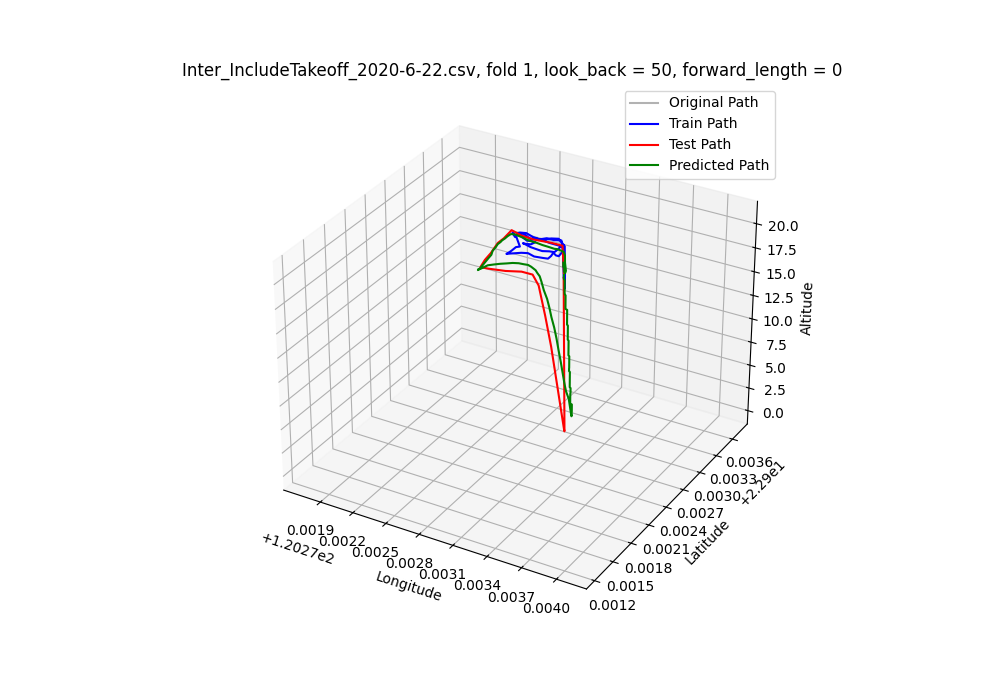 Inter_IncludeTakeoff_2020-6-22.csv, fold 1, look_back = 50, forward_length = 0
Original Path
Train Path
Test Path
Predicted Path
20.0
17.5
15.0
12.5
10.0
7.5
5.0
2.5
0.0
Altitude
0.0036
0.0033
0.0030
0.0027
0.0024
0.0021
0.0018
0.0015
0.0012
+2.29e1
Latitude
0.0019
0.0022
0.0025
0.0028
0.0031
0.0034
0.0037
0.0040
+1.2027e2
Longitude